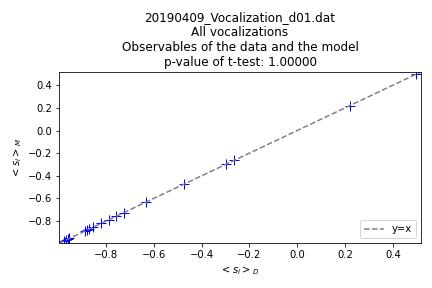 20190409_Vocalization_d01.dat
All vocalizations
Observables of the data and the model
p-value of t-test: 1.00000
0.4
0.2
0.0
−0.2
−0.4
−0.6
−0.8
< s_i >_M
y=x
−0.8 −0.6 −0.4 −0.2 0.0 0.2 0.4
< s_i >_D